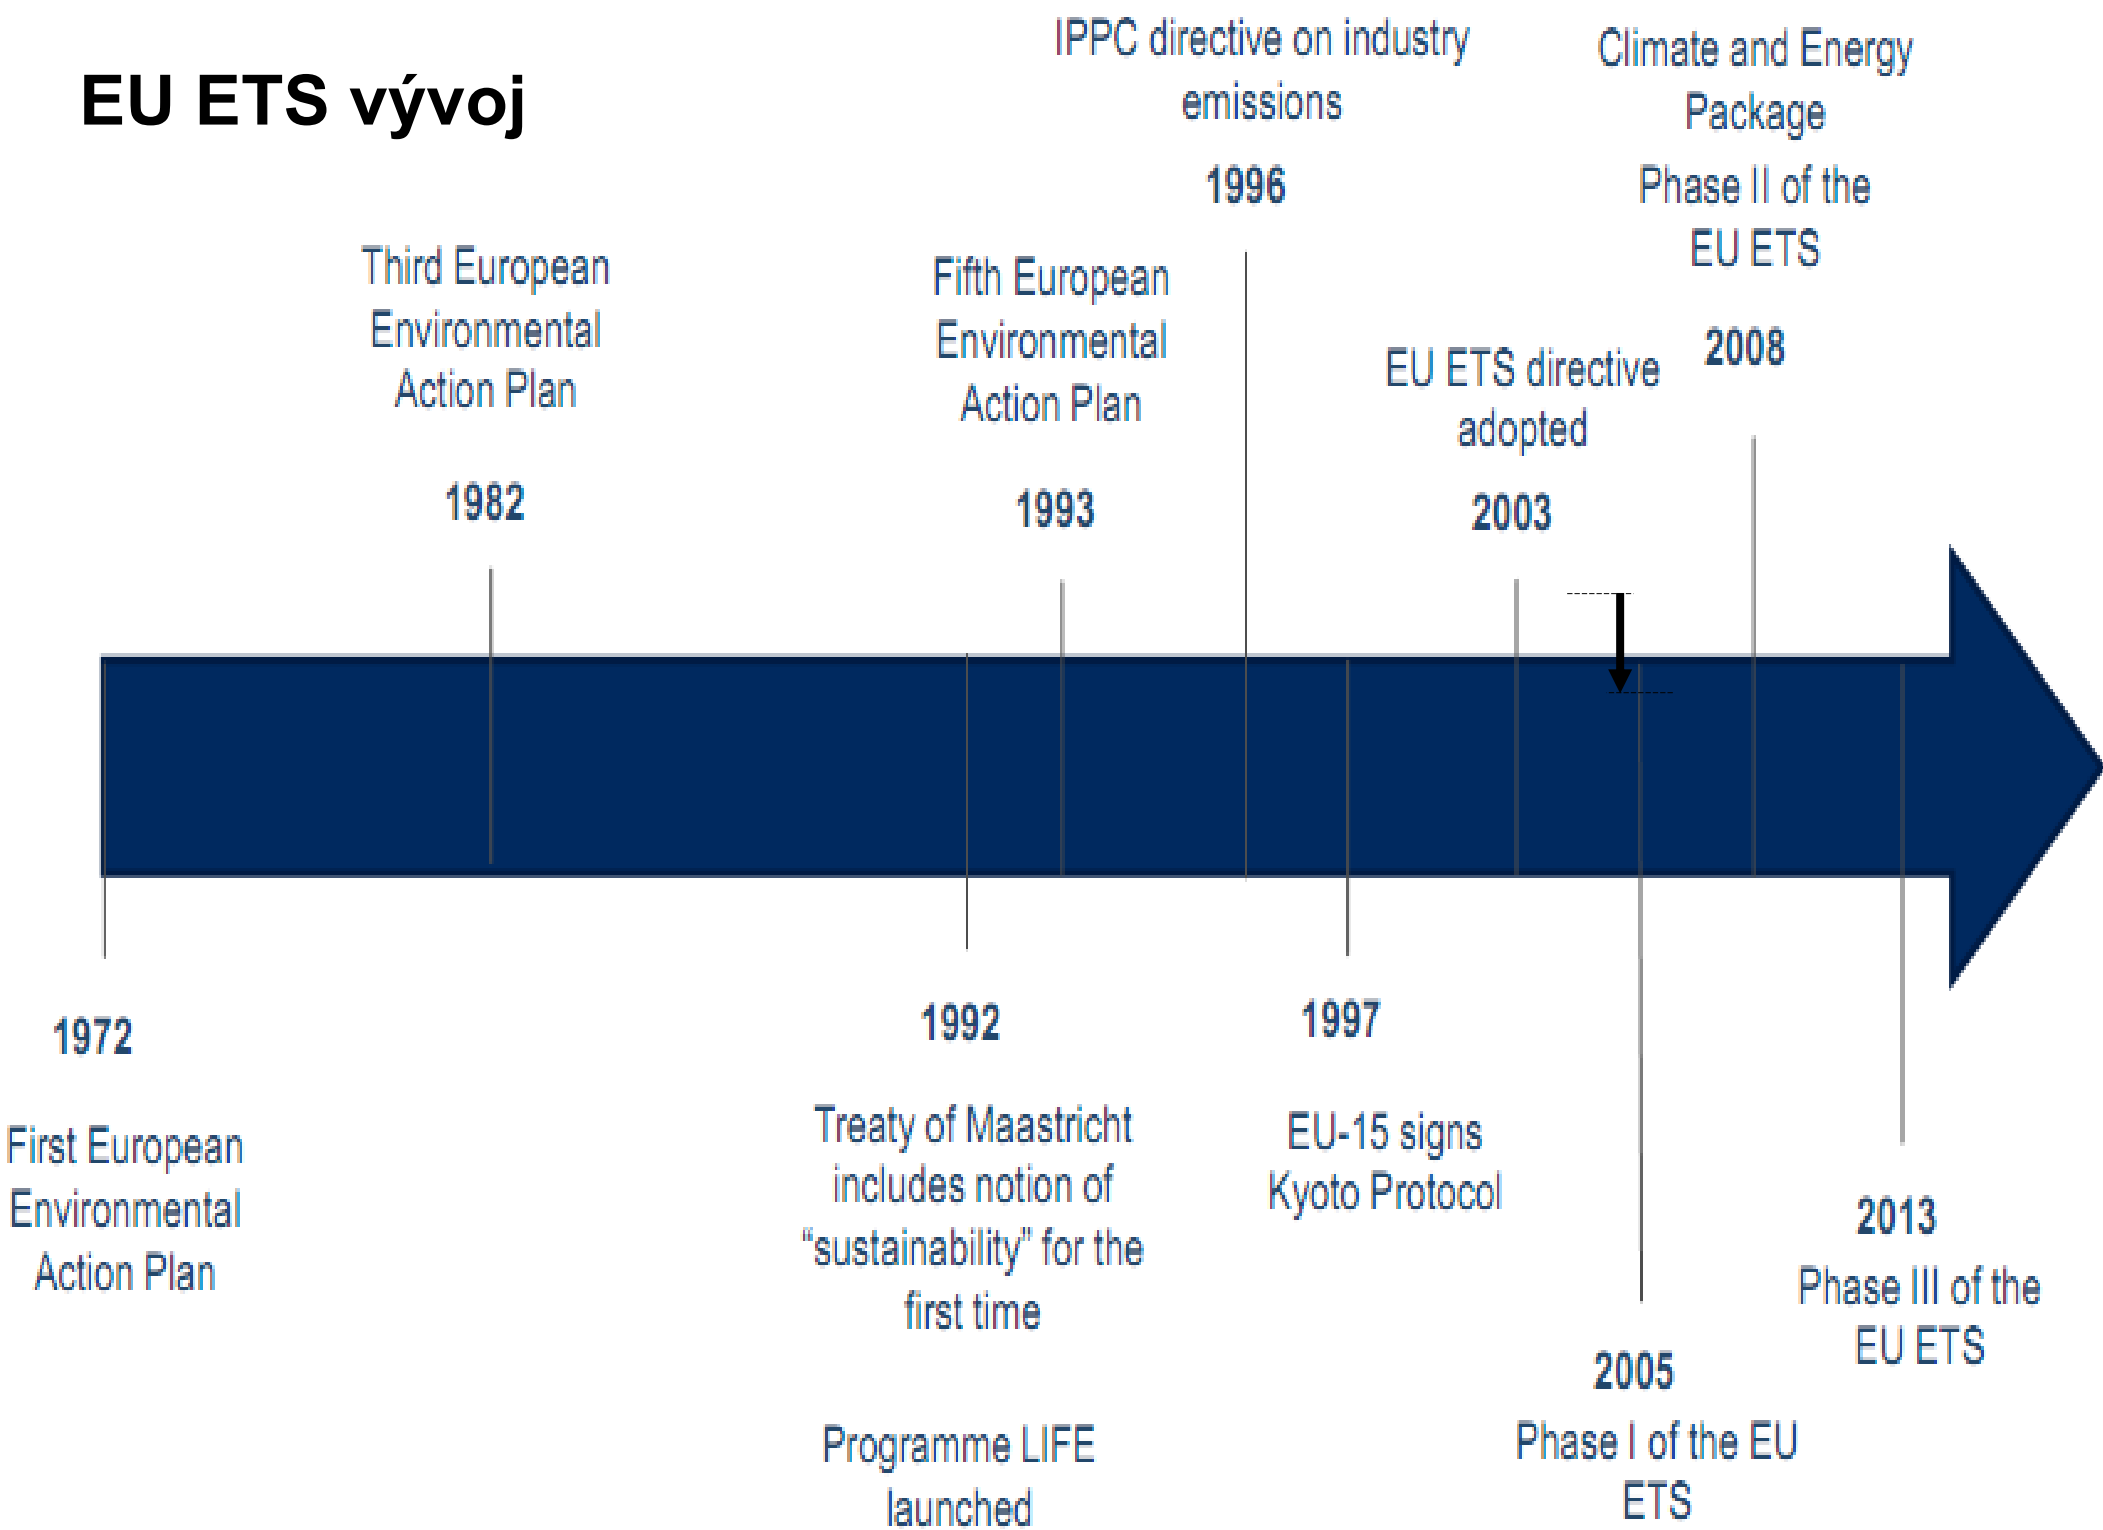 EU ETS vývoj
IPPC directive on industry
emissions
1996
Climate and Energy
Package
Phase II of the
EU ETS
2008
Third European
Environmental
Action Plan
1982
Fifth European
Environmental
Action Plan
1993
EU ETS directive
adopted
2003
1972
First European
Environmental
Action Plan
1992
Treaty of Maastricht
includes notion of
“sustainability” for the
first time
Programme LIFE
launched
1997
EU-15 signs
Kyoto Protocol
2005
Phase I of the EU
ETS
2013
Phase III of the
EU ETS